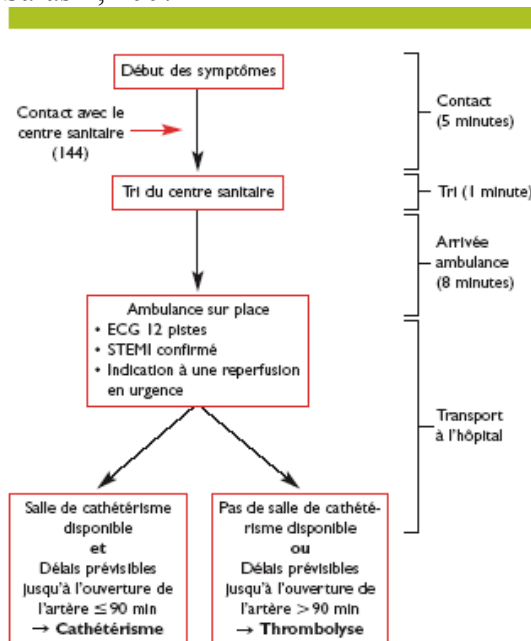 Début des symptômes
Contact avec le
centre sanitaire
(144)
Contact
(5 minutes)
Tri du centre sanitaire
Tri (1 minute)
Arrivée
ambulance
(8 minutes)
Ambulance sur place
• ECG 12 pistes
• STEMI confirmé
• Indication à une reperfusion
en urgence
Transport
à l'hôpital
Salle de cathétérisme
disponible
et
Délais prévisibles
jusqu'à l'ouverture de
l'artère ≤ 90 min
→ Cathétérisme
Pas de salle de cathété-
risme disponible
ou
Délais prévisibles
jusqu'à l'ouverture de
l'artère > 90 min
→ Thrombolyse